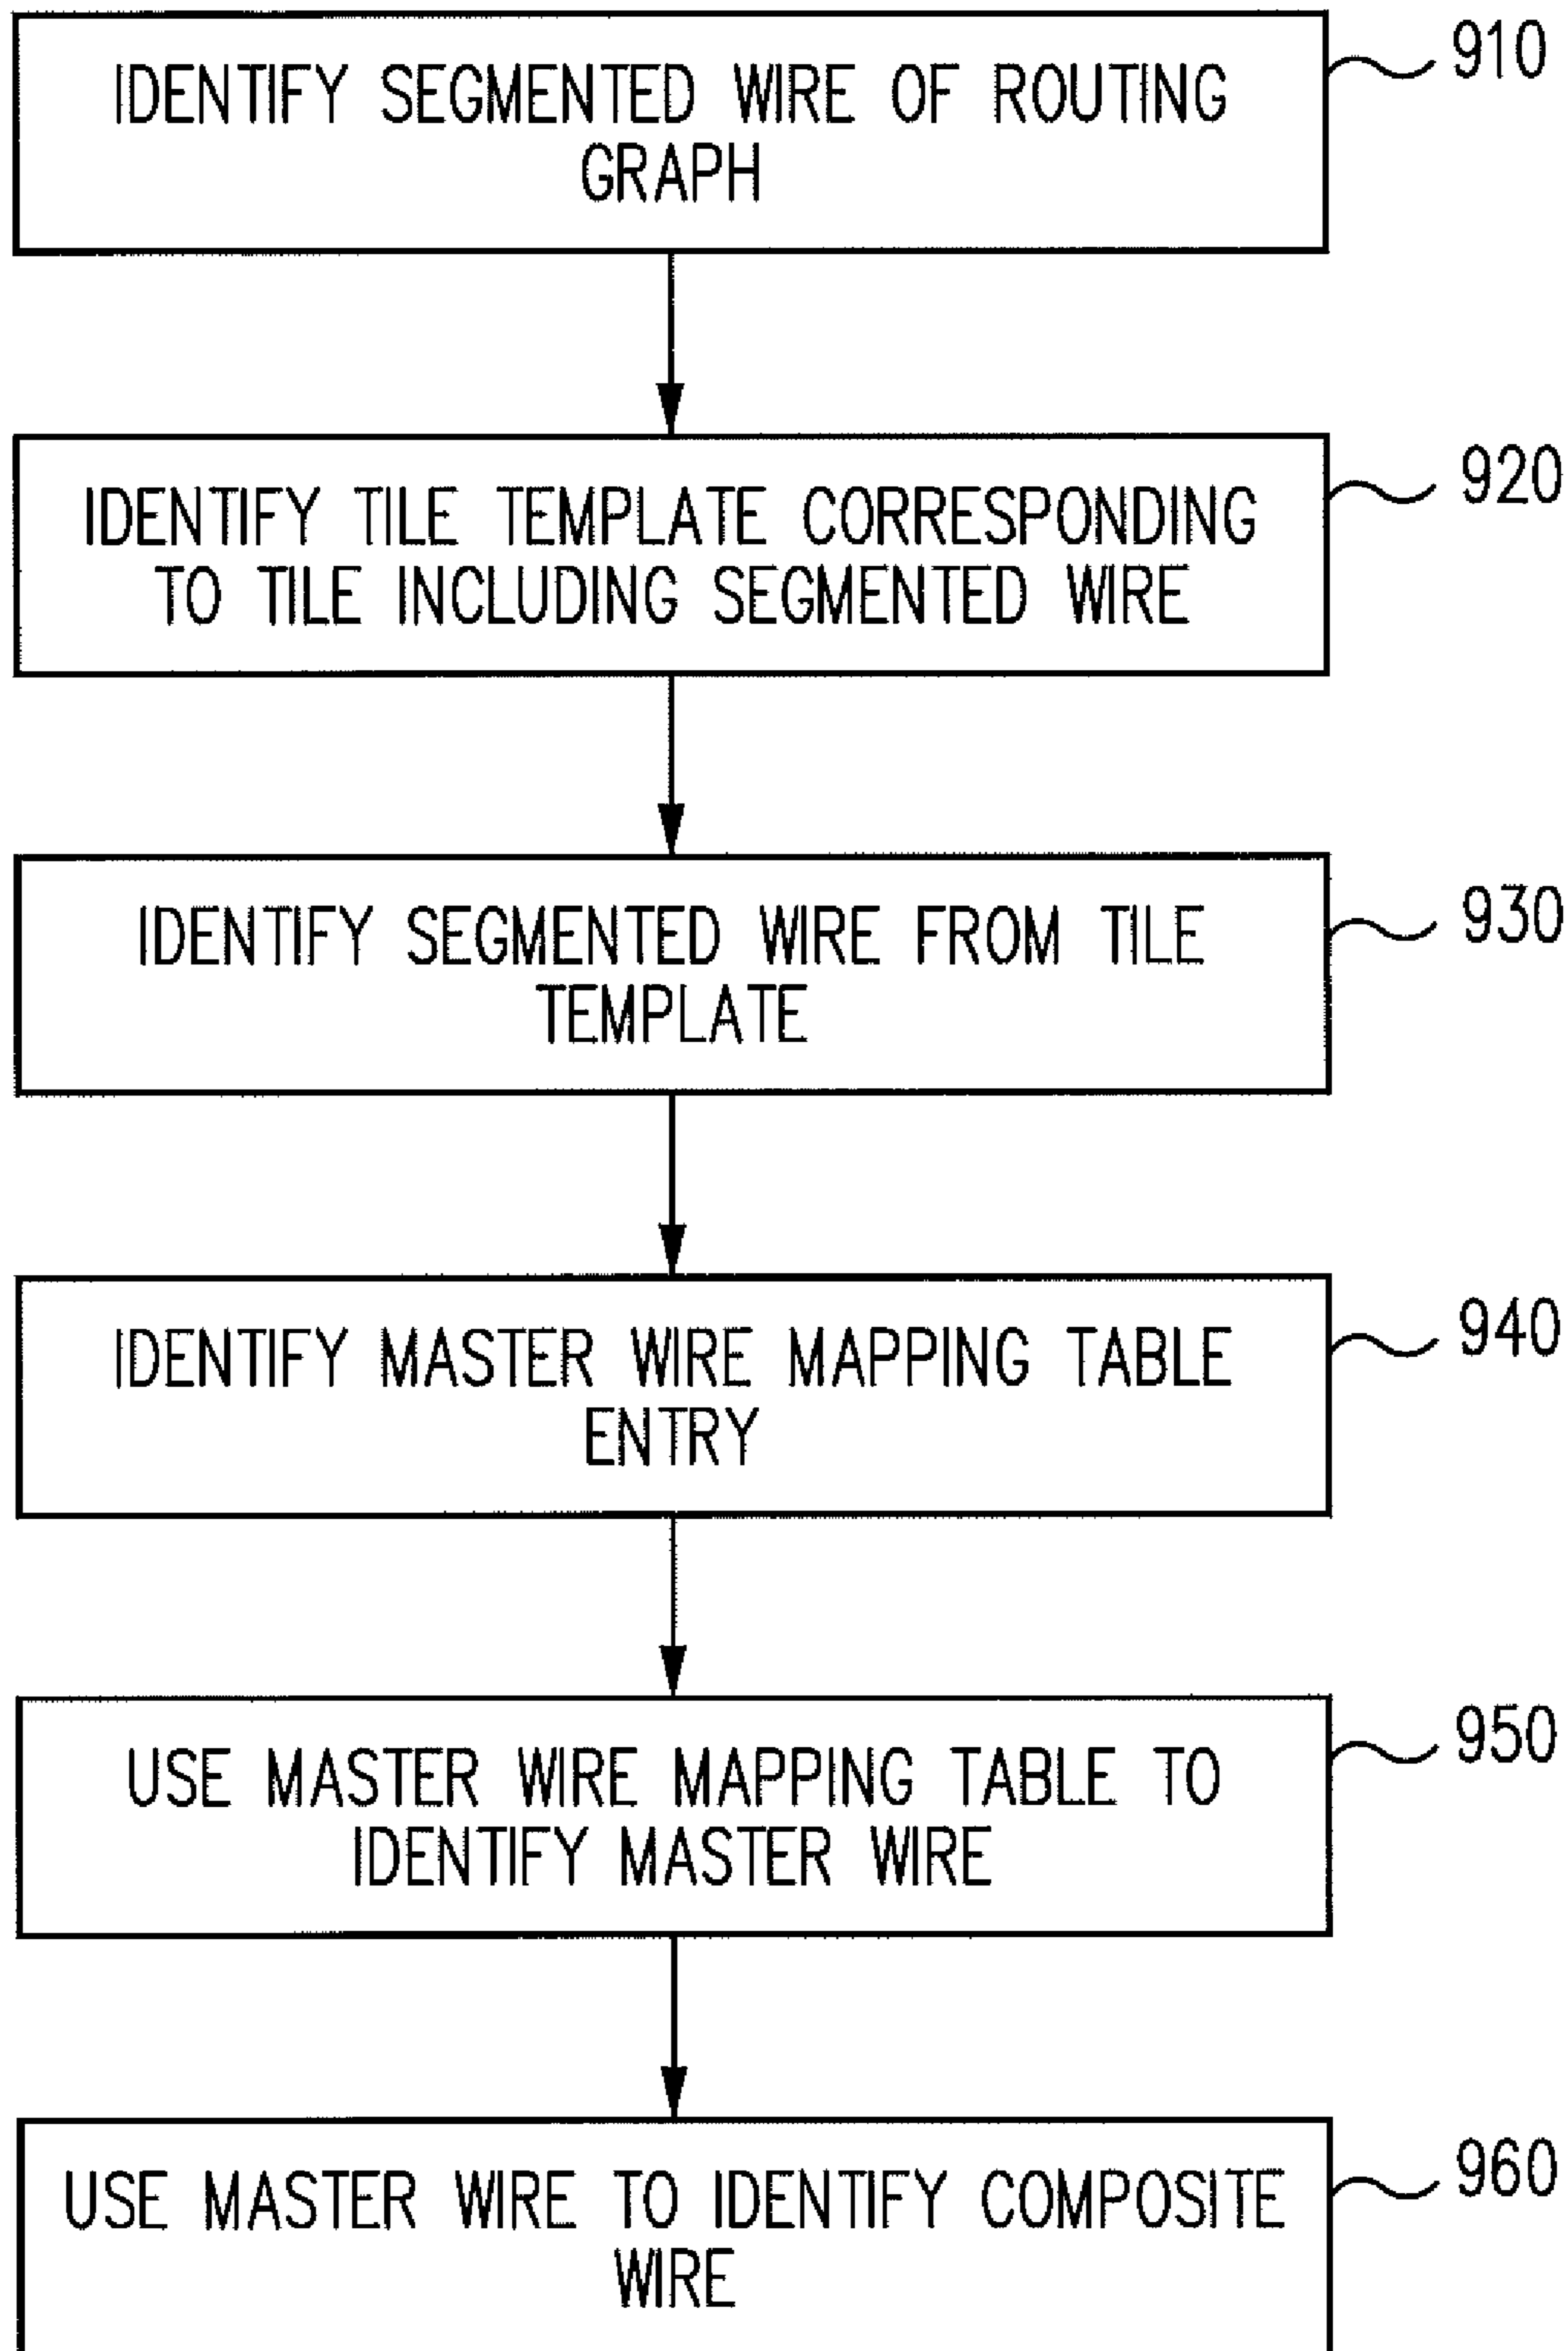 IDENTIFY SEGMENTED WIRE OF ROUTING
GRAPH
910
IDENTIFY TILE TEMPLATE CORRESPONDING
TO TILE INCLUDING SEGMENTED WIRE
920
IDENTIFY SEGMENTED WIRE FROM TILE
TEMPLATE
930
IDENTIFY MASTER WIRE MAPPING TABLE
ENTRY
940
USE MASTER WIRE MAPPING TABLE TO
IDENTIFY MASTER WIRE
950
USE MASTER WIRE TO IDENTIFY COMPOSITE
WIRE
960